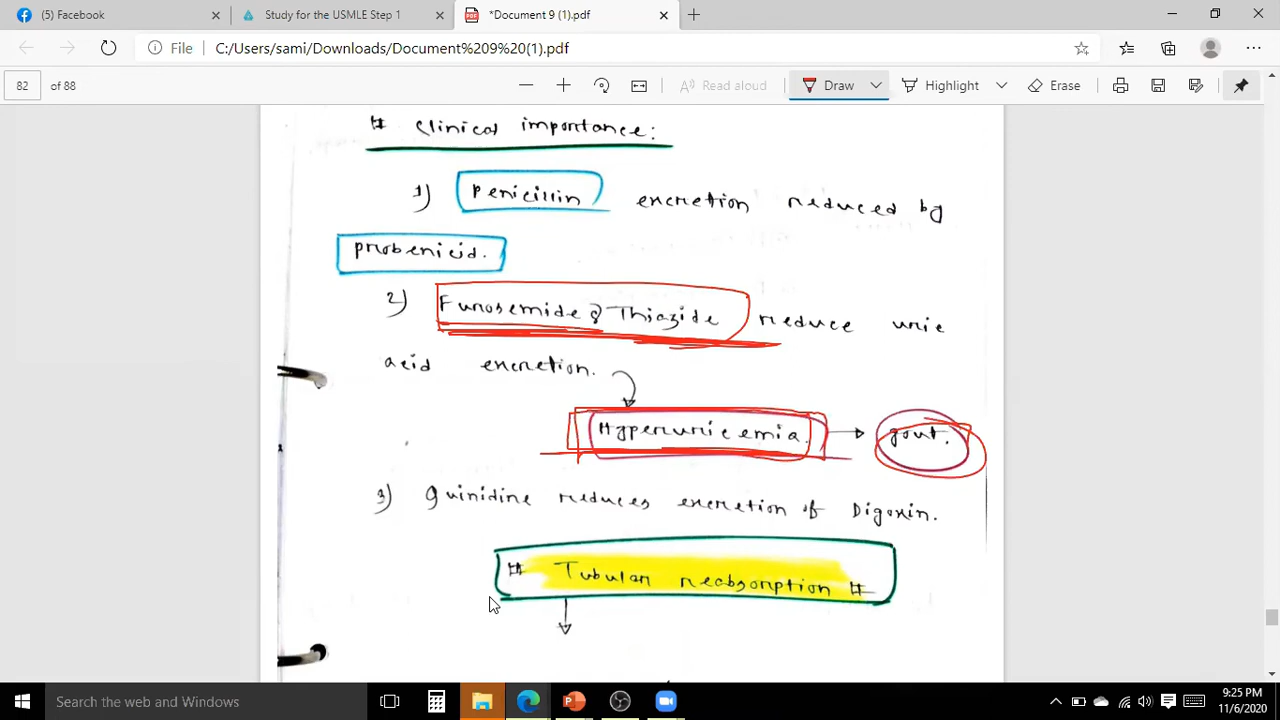 (5) Facebook
Study for the USMLE Step 1
*Document 9 (1).pdf
File C:/Users/sami/Downloads/Document%209%20(1).pdf
82 of 88 Read aloud Draw Highlight Erase
# Clinical importance:
1) Penicillin excretion reduced by
probenicid.
2) Furosemide & Thiazide reduce uric
acid excretion.
Hyperuricemia. → gout.
3) Quinidine reduces excretion of Digoxin.
# Tubular reabsorption #
Search the web and Windows
9:25 PM
11/6/2020